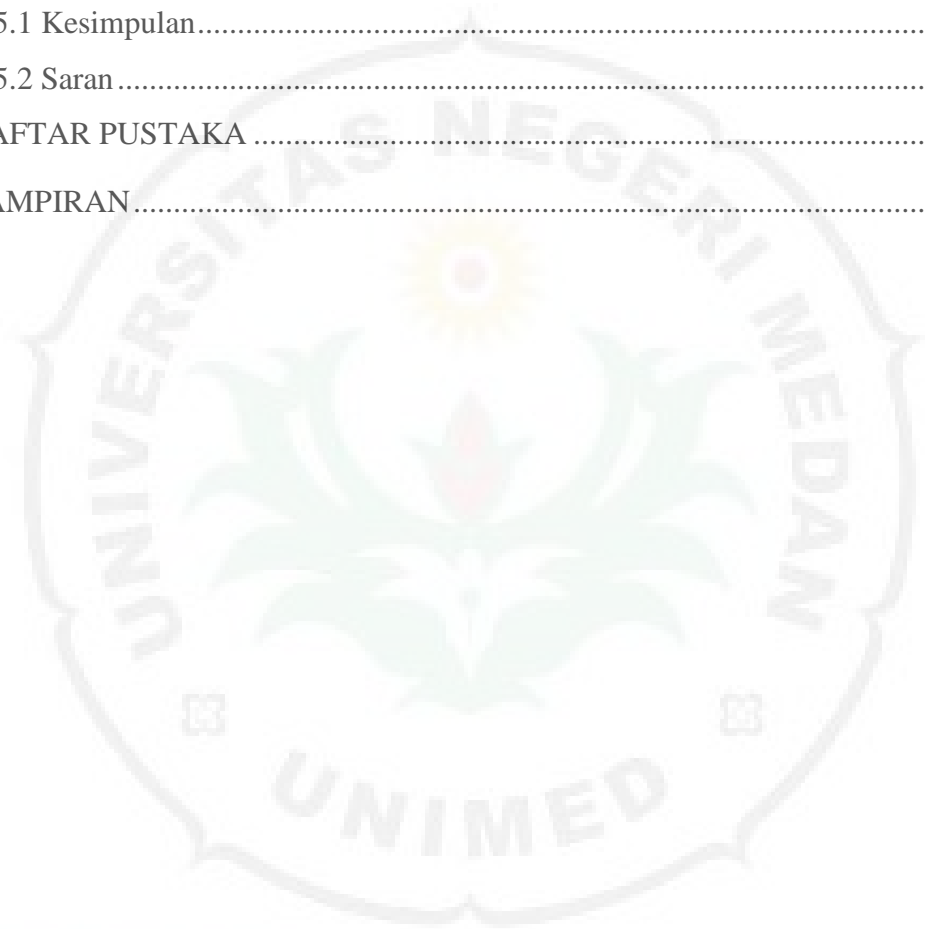 5.1 Kesimpulan........................................................................................................
5.2 Saran..................................................................................................................
AFTAR PUSTAKA................................................................................................
AMPIRAN...............................................................................................................
UNIVERSITAS NEGERI MEDAN
UNIMED